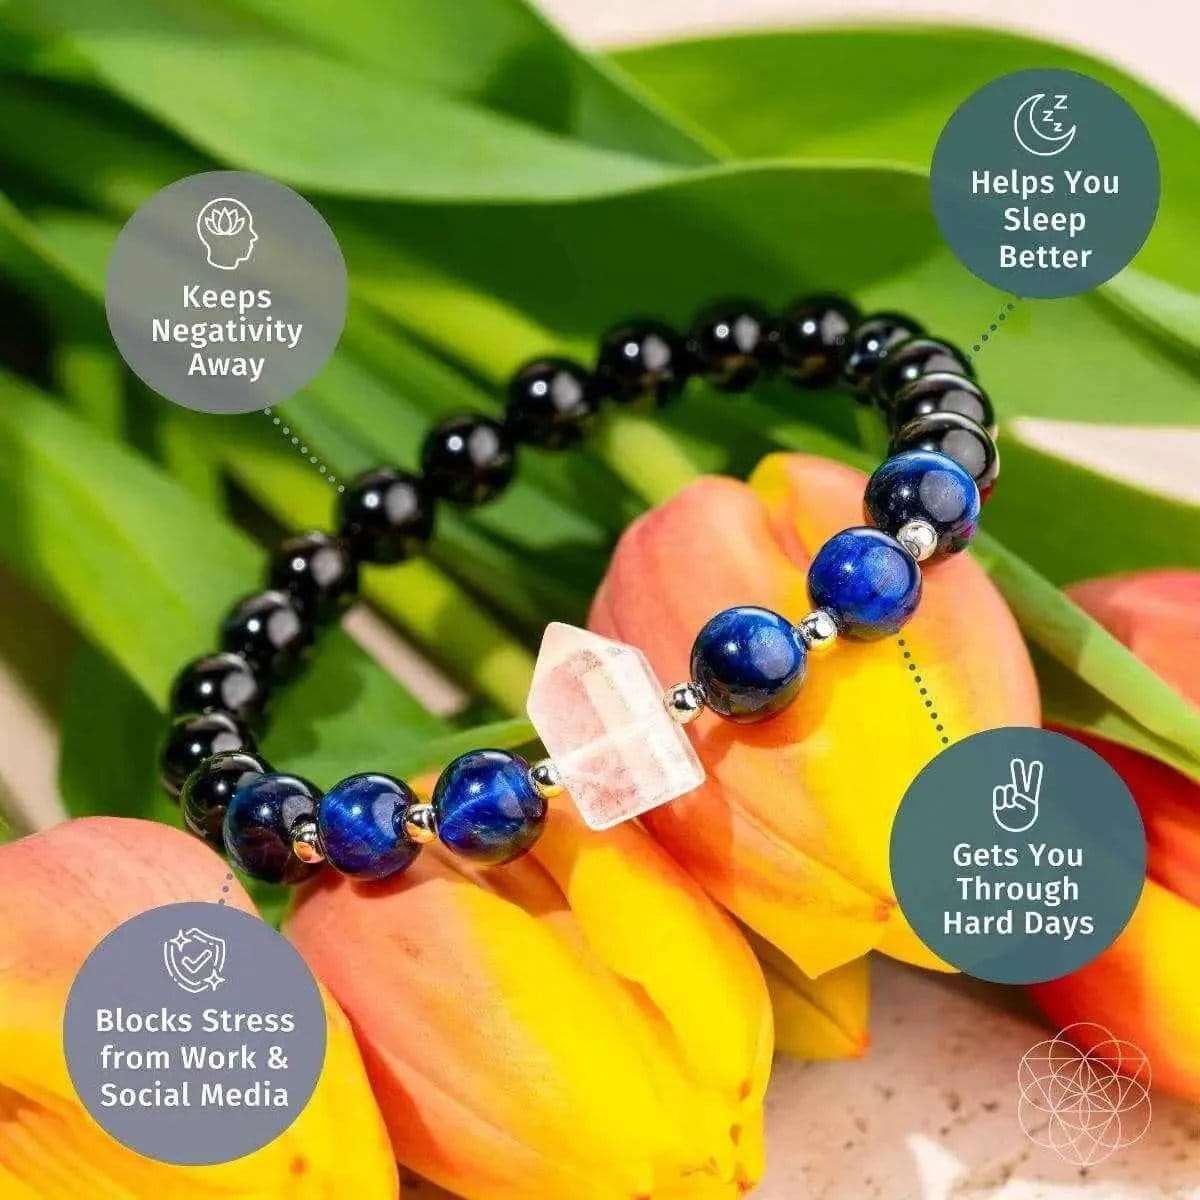 Z
Z
Z
Helps You
Sleep
Better
Keeps
Negativity
Away
Gets You
Through
Hard Days
Blocks Stress
from Work &
Social Media